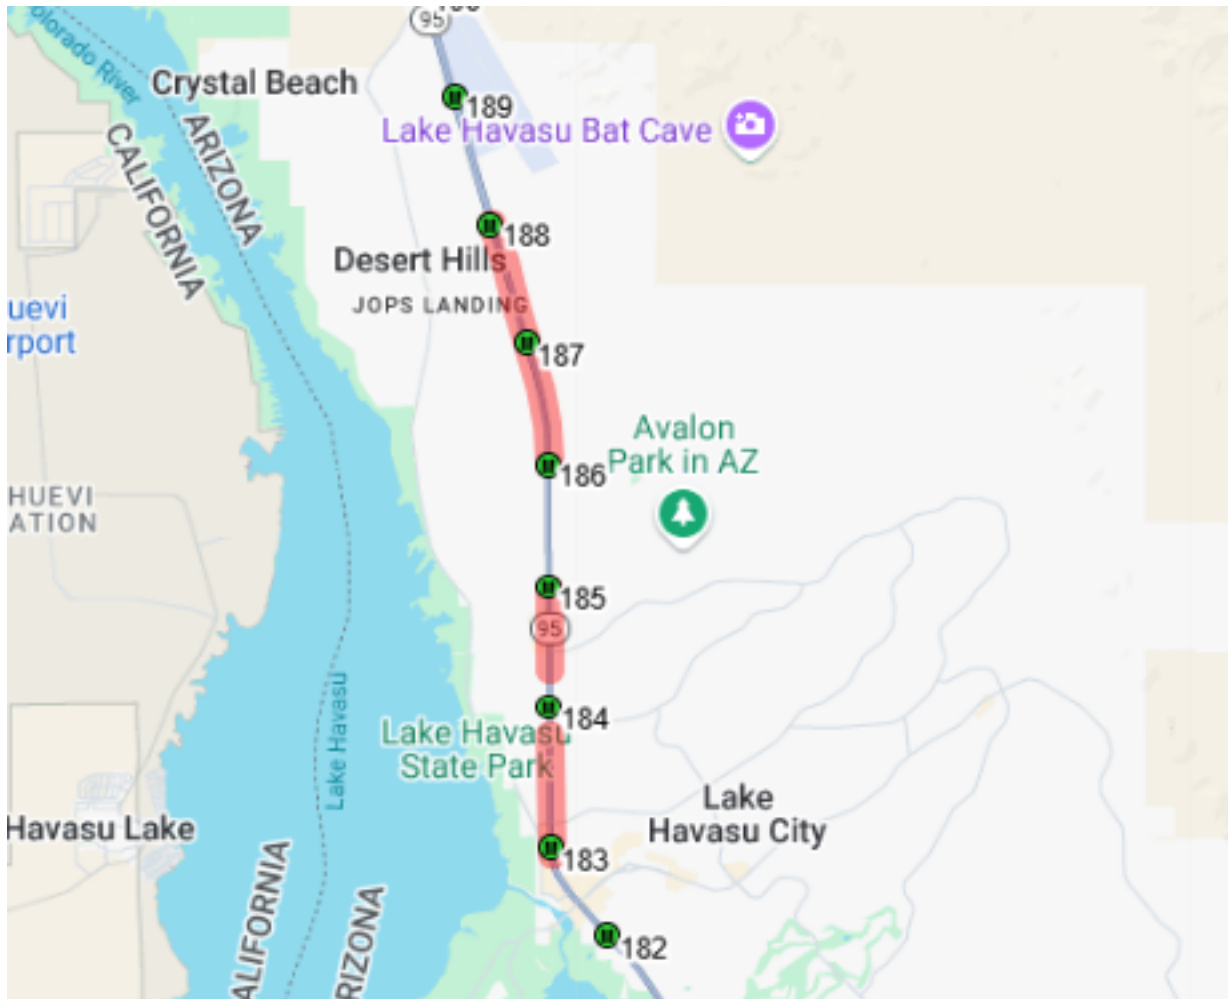 95
Colorado River
Crystal Beach
189
Lake Havasu Bat Cave
CALIFORNIA
ARIZONA
188
Desert Hills
JOPS LANDING
uevi
rport
187
Avalon
Park in AZ
186
HUEVI
ATION
185
95
184
Lake Havasu
State Park
Lake Havasu
Lake
Havasu City
Havasu Lake
183
CALIFORNIA
ARIZONA
182